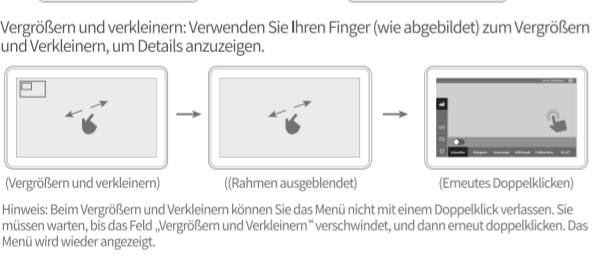 Vergrößern und verkleinern: Verwenden Sie Ihren Finger (wie abgebildet) zum Vergrößern
und Verkleinern, um Details anzuzeigen.
(Vergrößern und verkleinern)
((Rahmen ausgeblendet)
(Erneutes Doppelklicken)
Hinweis: Beim Vergrößern und Verkleinern können Sie das Menü nicht mit einem Doppelklick verlassen. Sie
müssen warten, bis das Feld „Vergrößern und Verkleinern“ verschwindet, und dann erneut doppelklicken. Das
Menü wird wieder angezeigt.